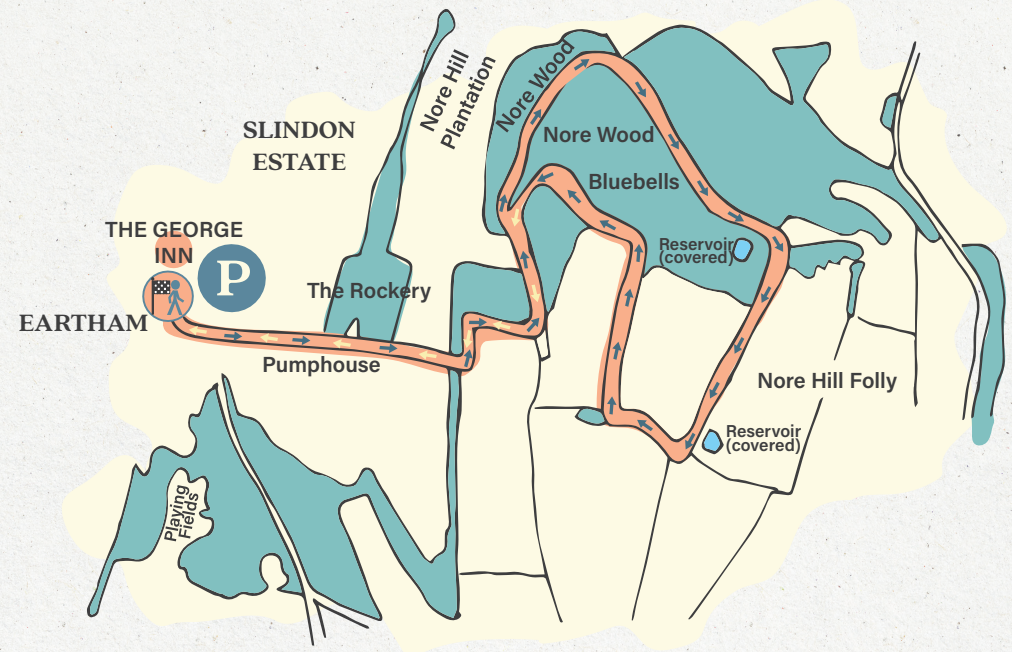 Nore Hill
Plantation
Nore Wood
SLINDON
ESTATE
Nore Wood
Bluebells
THE GEORGE
INN
P
Reservoir
(covered)
The Rockery
EARTHAM
Pumphouse
Nore Hill Folly
Reservoir
(covered)
Playing
Fields